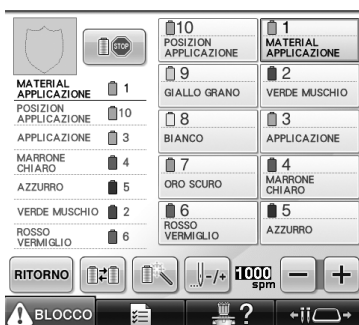 STOP
MATERIAL
APPLICAZIONE 1
POSIZION
APPLICAZIONE 10
APPLICAZIONE 3
MARRONE
CHIARO 4
AZZURRO 5
VERDE MUSCHIO 2
ROSSO
VERMIGLIO 6
10
POSIZION
APPLICAZIONE
1
MATERIAL
APPLICAZIONE
9
GIALLO GRANO
2
VERDE MUSCHIO
8
BIANCO
3
APPLICAZIONE
7
ORO SCURO
4
MARRONE
CHIARO
6
ROSSO
VERMIGLIO
5
AZZURRO
RITORNO
-/+
1000
spm
− +
BLOCCO
?